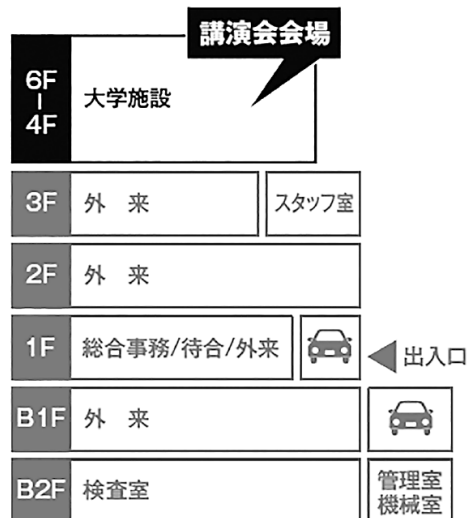 講演会会場
6F
|
4F
大学施設
3F
外 来
スタッフ室
2F
外 来
1F
総合事務/待合/外来
出入口
B1F
外 来
B2F
検査室
管理室
機械室